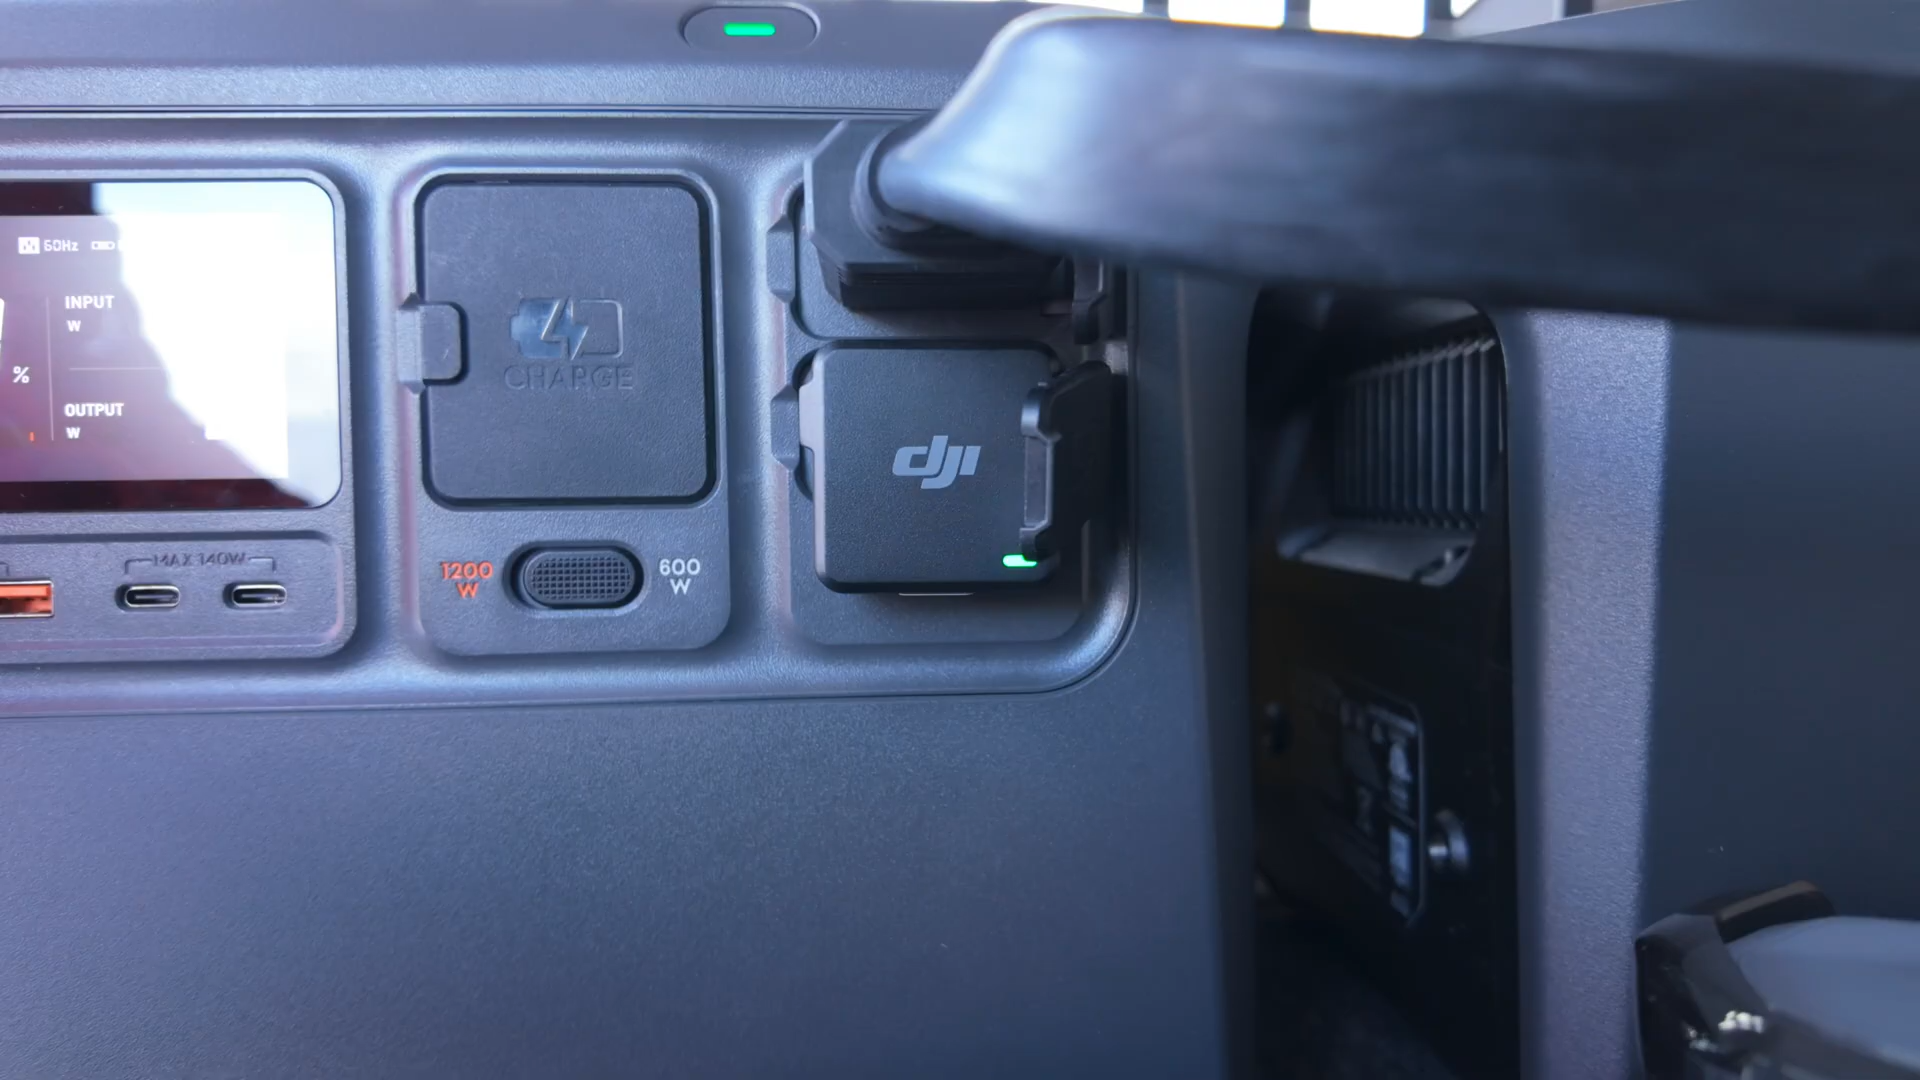 60Hz
INPUT
W
%
OUTPUT
W
MAX 140W
CHARGE
1200
W
600
W
dji